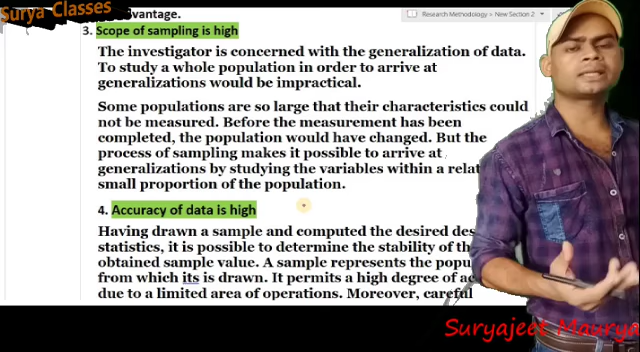 Surya Classes
dvantage.
Research Methodology » New Section 2
3. Scope of sampling is high
The investigator is concerned with the generalization of data.
To study a whole population in order to arrive at
generalizations would be impractical.
Some populations are so large that their characteristics could
not be measured. Before the measurement has been
completed, the population would have changed. But the
process of sampling makes it possible to arrive at
generalizations by studying the variables within a relat
small proportion of the population.
4. Accuracy of data is high
Having drawn a sample and computed the desired des
statistics, it is possible to determine the stability of th
obtained sample value. A sample represents the popu
from which its is drawn. It permits a high degree of ac
due to a limited area of operations. Moreover, careful
Suryajeet Maurya